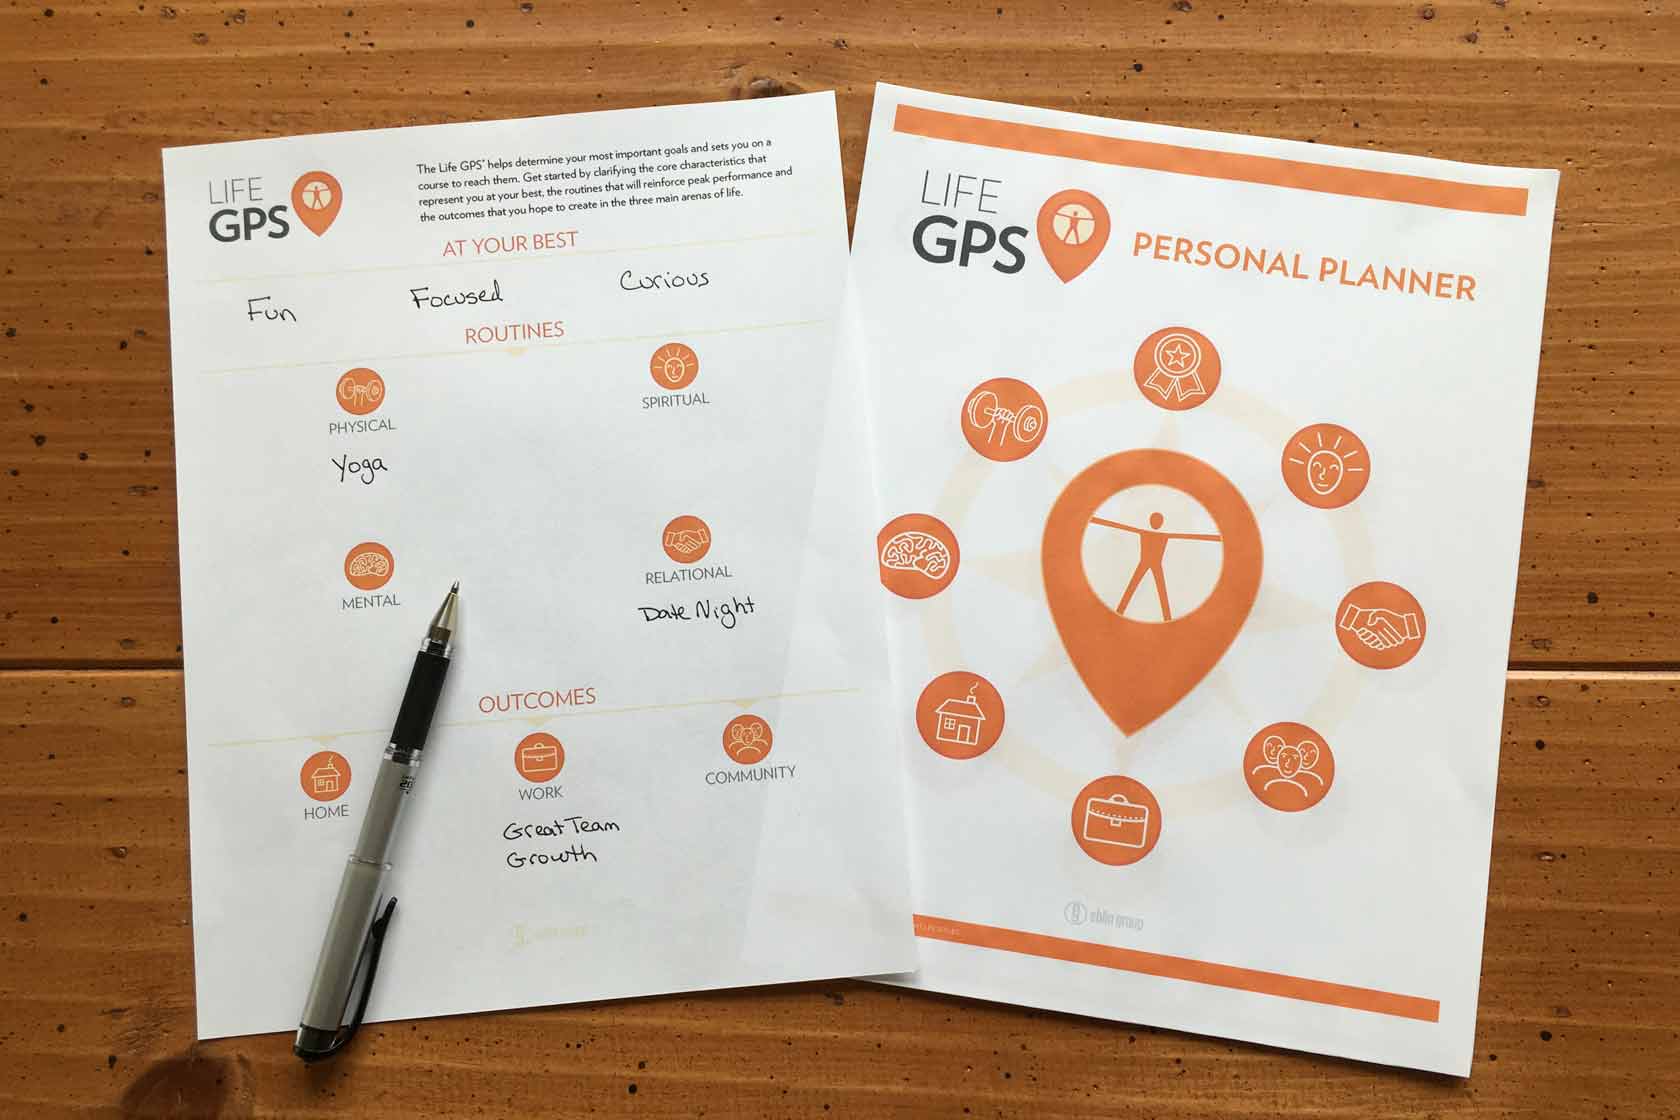 LIFE
GPS
The Life GPS® helps determine your most important goals and sets you on a
course to reach them. Get started by clarifying the core characteristics that
represent you at your best, the routines that will reinforce peak performance and
the outcomes that you hope to create in the three main arenas of life.
AT YOUR BEST
Fun Focused Curious
ROUTINES
PHYSICAL
Yoga
SPIRITUAL
MENTAL
RELATIONAL
Date Night
OUTCOMES
HOME
WORK
Great Team
Growth
COMMUNITY
LIFE
GPS
PERSONAL PLANNER
eblin group